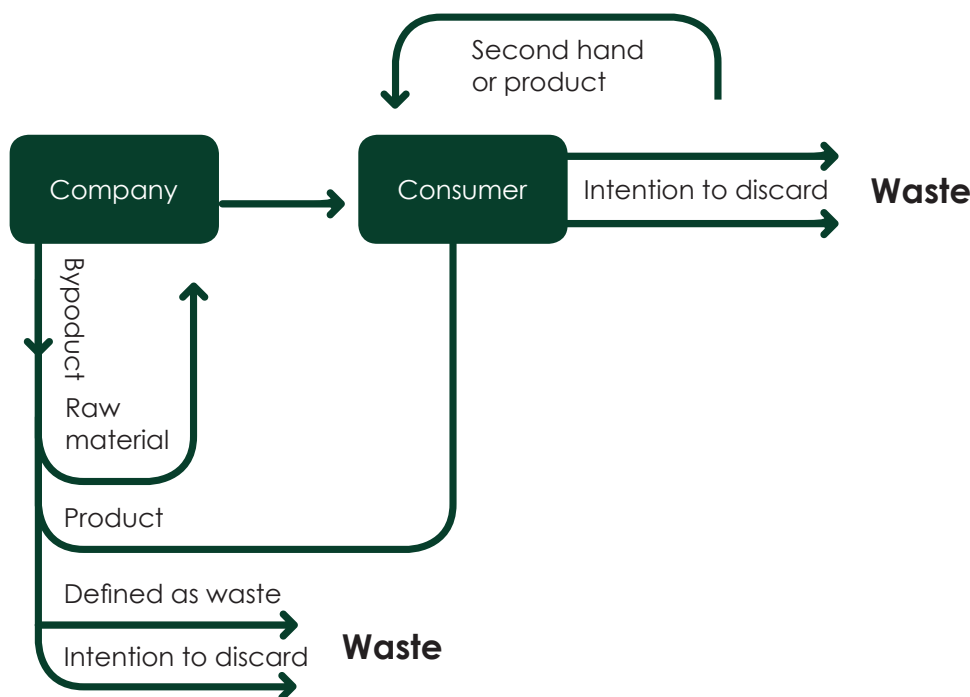 Second hand
or product
Company
Consumer
Intention to discard
Waste
Bypoduct
Raw
material
Product
Defined as waste
Intention to discard
Waste